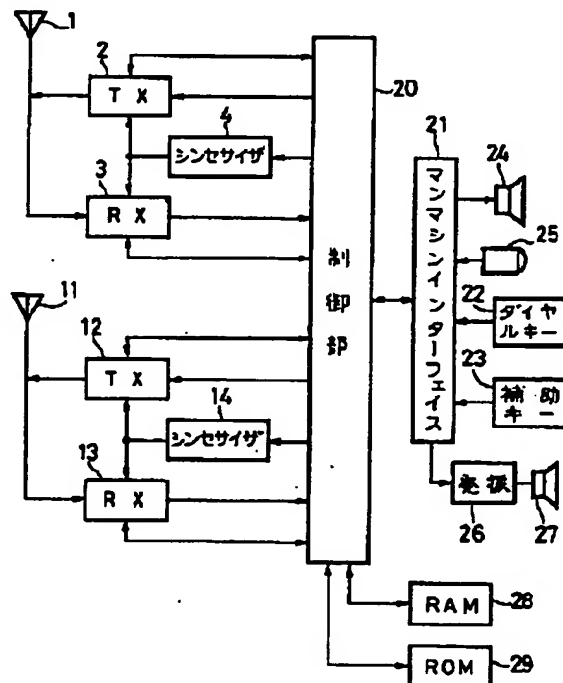 1
2
TX
4
シンセサイザ
3
RX
11
12
TX
14
シンセサイザ
13
RX
制御部
20
21
マンマシンインターフェイス
24
25
22
ダイヤ
ルキー
23
補助
キー
発振
26
27
RAM
28
ROM
29